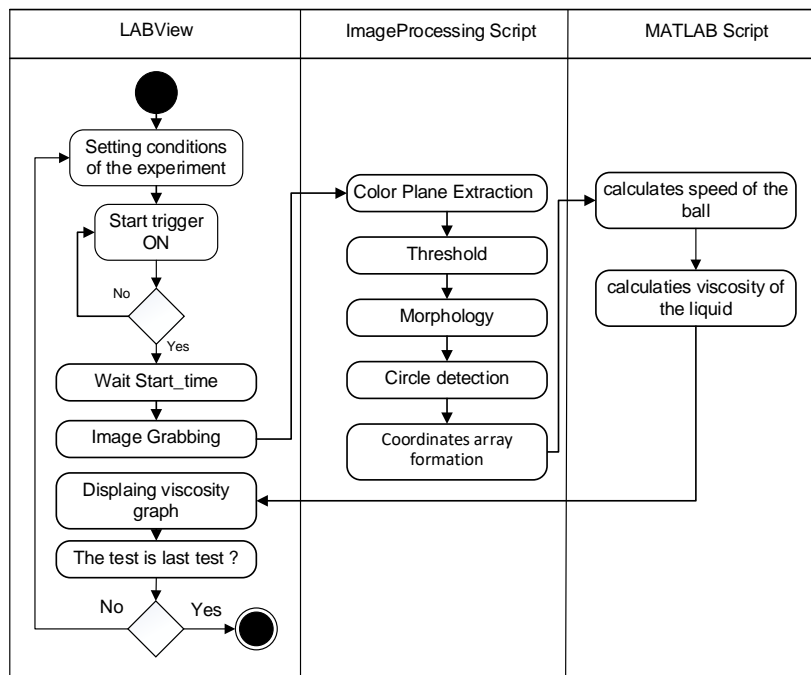 LABView
ImageProcessing Script
MATLAB Script
Setting conditions
of the experiment
Start trigger
ON
No
Yes
Wait Start_time
Image Grabbing
Displaing viscosity
graph
The test is last test ?
No
Yes
Color Plane Extraction
Threshold
Morphology
Circle detection
Coordinates array
formation
calculates speed of the
ball
calculaties viscosity of
the liquid